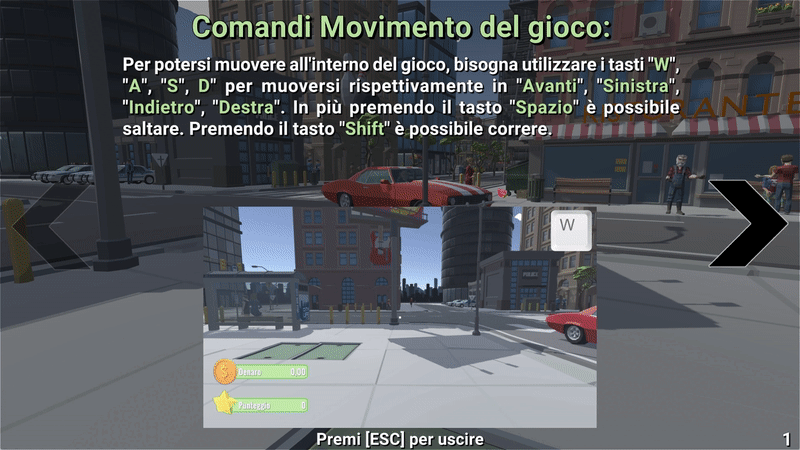 Comandi Movimento del gioco:
Per potersi muovere all'interno del gioco, bisogna utilizzare i tasti "W",
"A", "S", D" per muoversi rispettivamente in "Avanti", "Sinistra",
"Indietro", "Destra". In più premendo il tasto "Spazio" è possibile
saltare. Premendo il tasto "Shift" è possibile correre.
W
POLICE
Denaro 0.00
Punteggio 0
Premi [ESC] per uscire
1